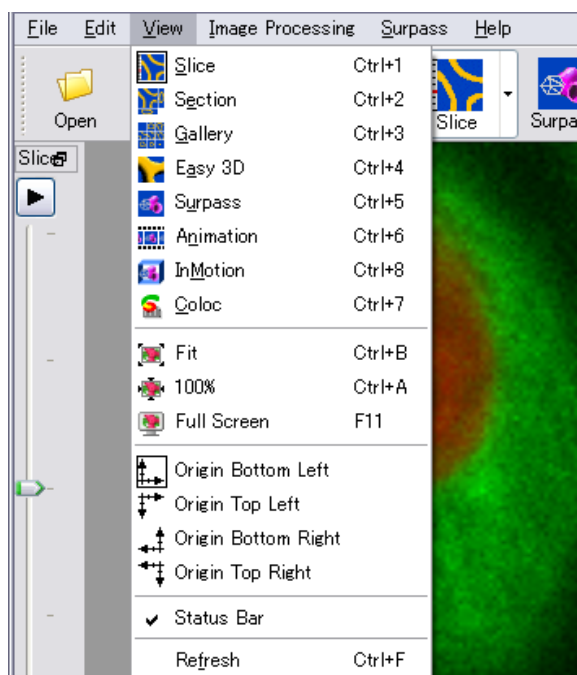 File Edit View Image Processing Surpass Help
Open
Slice
Slice Ctrl+1
Section Ctrl+2
Gallery Ctrl+3
Easy 3D Ctrl+4
Surpass Ctrl+5
Animation Ctrl+6
InMotion Ctrl+8
Coloc Ctrl+7
Fit Ctrl+B
100% Ctrl+A
Full Screen F11
Origin Bottom Left
Origin Top Left
Origin Bottom Right
Origin Top Right
Status Bar
Refresh Ctrl+F
Slice
Surpa